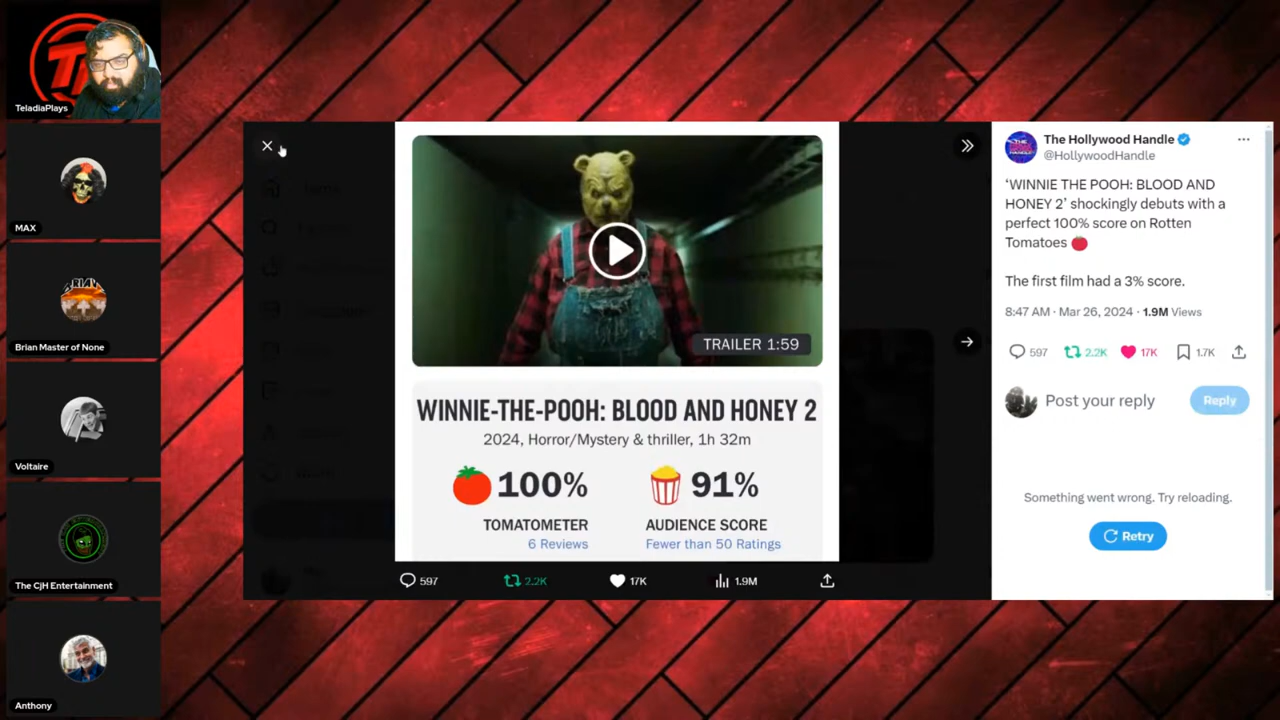 TeladiaPlays
MAX
Brian Master of None
Voltaire
The CJH Entertainment
Anthony
TRAILER 1:59
WINNIE-THE-POOH: BLOOD AND HONEY 2
2024, Horror/Mystery & thriller, 1h 32m
100%
91%
TOMATOMETER
AUDIENCE SCORE
6 Reviews
Fewer than 50 Ratings
597
2.2K
17K
1.9M
The Hollywood Handle
@HollywoodHandle
‘WINNIE THE POOH: BLOOD AND
HONEY 2’ shockingly debuts with a
perfect 100% score on Rotten
Tomatoes
The first film had a 3% score.
8:47 AM · Mar 26, 2024 · 1.9M Views
597
2.2K
17K
1.7K
Post your reply
Reply
Something went wrong. Try reloading.
Retry